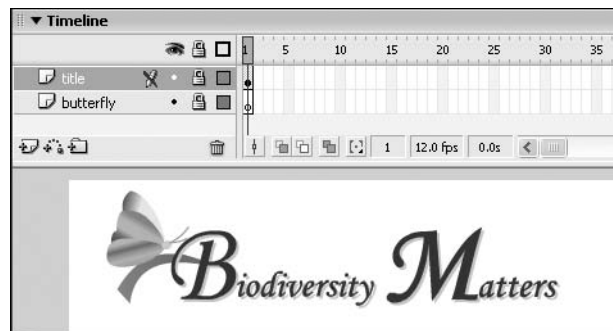 ▼ Timeline
1 5 10 15 20 25 30 35
title
butterfly
1 12.0 fps 0.0s
Biodiversity Matters